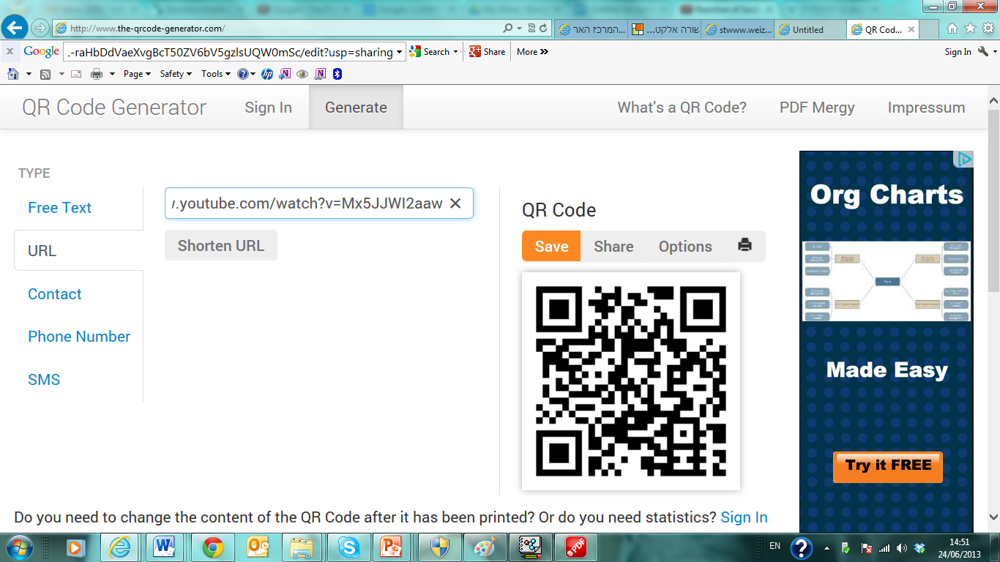 http://www.the-qrcode-generator.com/
המרכז האר...
שורה אלקט...
stwww.weiz...
Untitled
QR Cod...
x Google ..-raHbDdVaeXvgBcT50ZV6bV5gzlsUQW0mSc/edit?usp=sharing Search Share More » Sign In
Page Safety Tools
QR Code Generator Sign In Generate What's a QR Code? PDF Mergy Impressum
TYPE
Free Text
URL
Contact
Phone Number
SMS
.youtube.com/watch?v=Mx5JJWI2aaw
Shorten URL
QR Code
Save Share Options
Org Charts
Made Easy
Try it FREE
Do you need to change the content of the QR Code after it has been printed? Or do you need statistics? Sign In
EN
14:51
24/06/2013